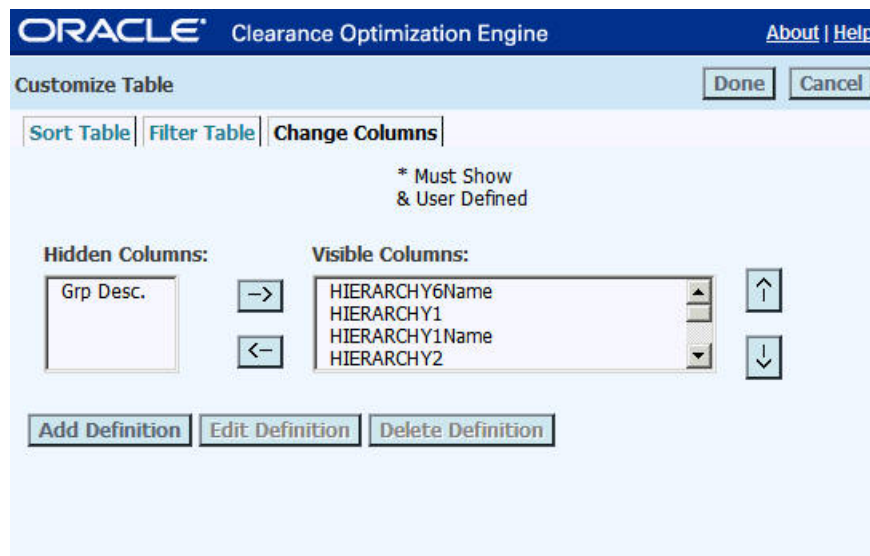 ORACLE Clearance Optimization Engine About | Help
Customize Table Done Cancel
Sort Table Filter Table Change Columns
* Must Show
& User Defined
Hidden Columns: Visible Columns:
Grp Desc. --> HIERARCHY6Name
HIERARCHY1
HIERARCHY1Name
<-- HIERARCHY2
Add Definition Edit Definition Delete Definition